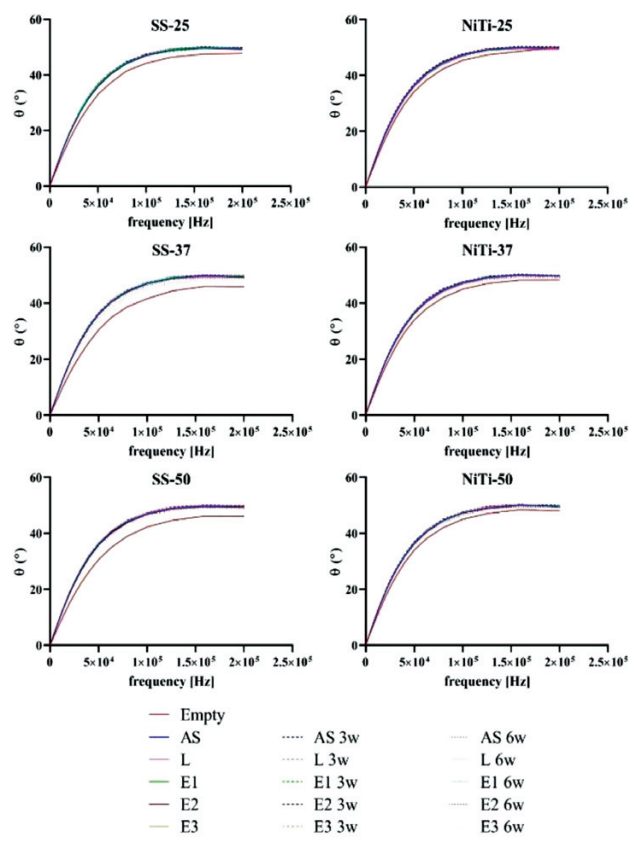 SS-25
NiTi-25
60
40
20
0
θ (°)
0 5×10⁴ 1×10⁵ 1.5×10⁵ 2×10⁵ 2.5×10⁵
frequency [Hz]
60
40
20
0
θ (°)
0 5×10⁴ 1×10⁵ 1.5×10⁵ 2×10⁵ 2.5×10⁵
frequency [Hz]
SS-37
NiTi-37
60
40
20
0
θ (°)
0 5×10⁴ 1×10⁵ 1.5×10⁵ 2×10⁵ 2.5×10⁵
frequency [Hz]
60
40
20
0
θ (°)
0 5×10⁴ 1×10⁵ 1.5×10⁵ 2×10⁵ 2.5×10⁵
frequency [Hz]
SS-50
NiTi-50
60
40
20
0
θ (°)
0 5×10⁴ 1×10⁵ 1.5×10⁵ 2×10⁵ 2.5×10⁵
frequency [Hz]
60
40
20
0
θ (°)
0 5×10⁴ 1×10⁵ 1.5×10⁵ 2×10⁵ 2.5×10⁵
frequency [Hz]
Empty
AS AS 3w AS 6w
L L 3w L 6w
E1 E1 3w E1 6w
E2 E2 3w E2 6w
E3 E3 3w E3 6w